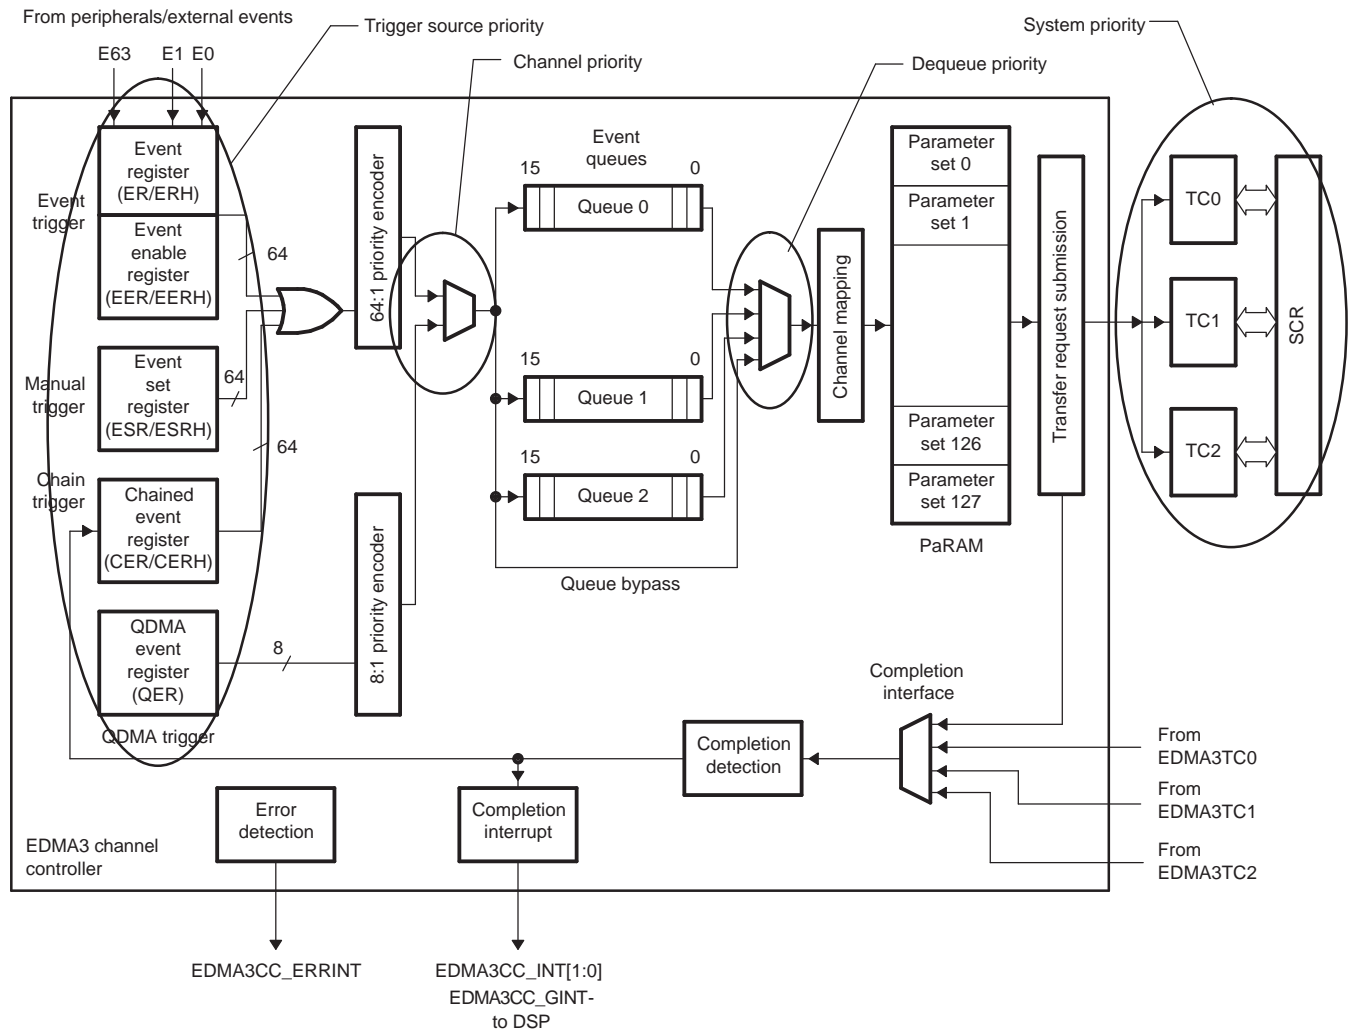 From peripherals/external events
Trigger source priority
System priority
E63
E1
E0
Channel priority
Dequeue priority
Event
register
(ER/ERH)
Event
trigger
Event
enable
register
(EER/EERH)
64
Manual
trigger
Event
set
register
(ESR/ESRH)
64
64
Chain
trigger
Chained
event
register
(CER/CERH)
QDMA
event
register
(QER)
8
QDMA trigger
64:1 priority encoder
8:1 priority encoder
Event
queues
15
0
Queue 0
15
0
Queue 1
15
0
Queue 2
Queue bypass
Channel mapping
Parameter
set 0
Parameter
set 1
Parameter
set 126
Parameter
set 127
PaRAM
Transfer request submission
TC0
TC1
TC2
SCR
Completion
interface
From
EDMA3TC0
From
EDMA3TC1
From
EDMA3TC2
Completion
detection
Error
detection
Completion
interrupt
EDMA3 channel
controller
EDMA3CC_ERRINT
EDMA3CC_INT[1:0]
EDMA3CC_GINT-
to DSP